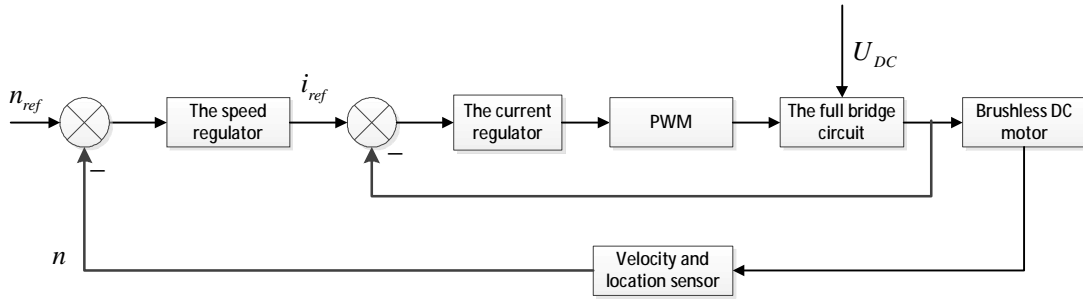 n_ref
The speed
regulator
i_ref
The current
regulator
PWM
U_DC
The full bridge
circuit
Brushless DC
motor
−
−
n
Velocity and
location sensor